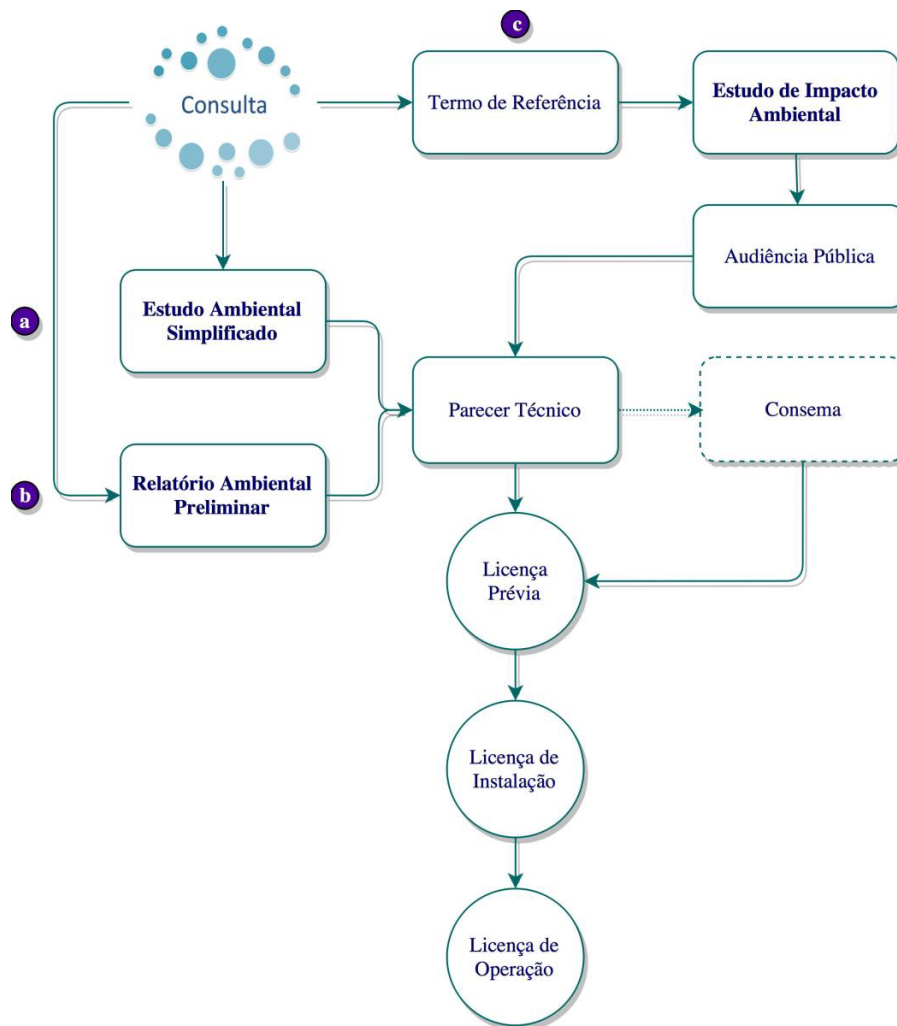 c
Consulta
Termo de Referência
Estudo de Impacto
Ambiental
Audiência Pública
a
Estudo Ambiental
Simplificado
Parecer Técnico
Consema
b
Relatório Ambiental
Preliminar
Licença
Prévia
Licença de
Instalação
Licença de
Operação